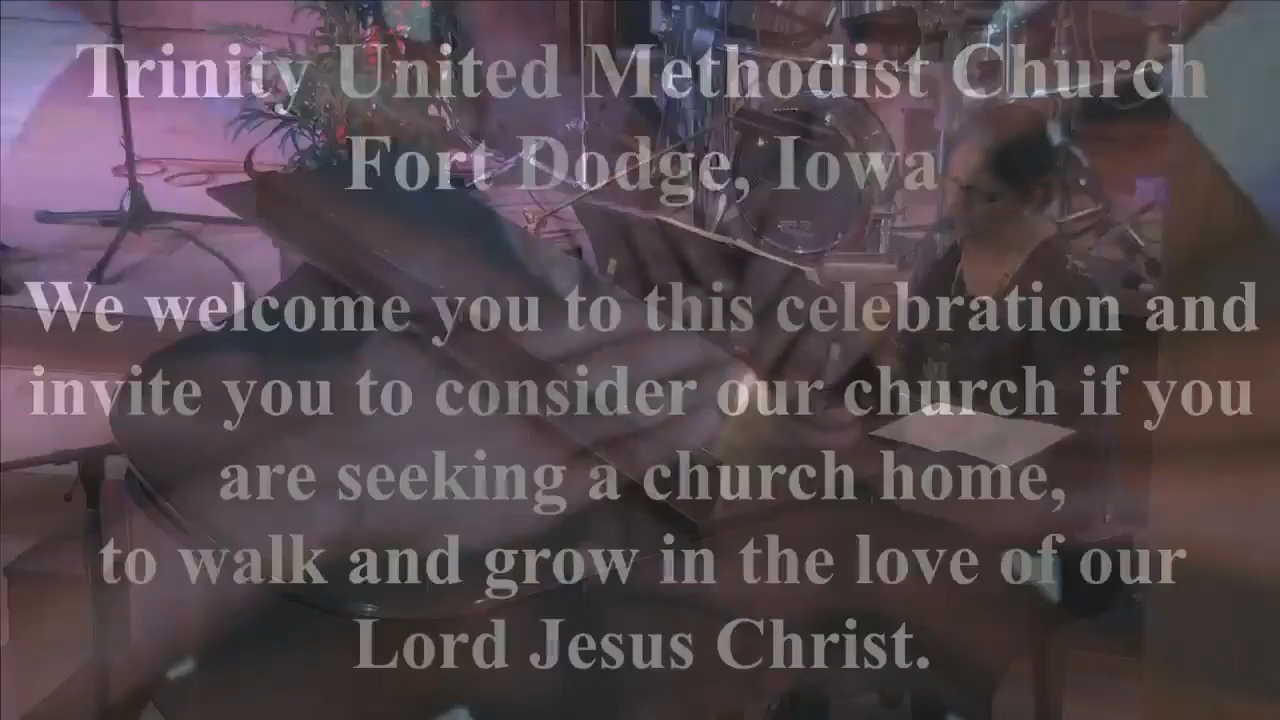 Trinity United Methodist Church
Fort Dodge, Iowa
We welcome you to this celebration and
invite you to consider our church if you
are seeking a church home,
to walk and grow in the love of our
Lord Jesus Christ.